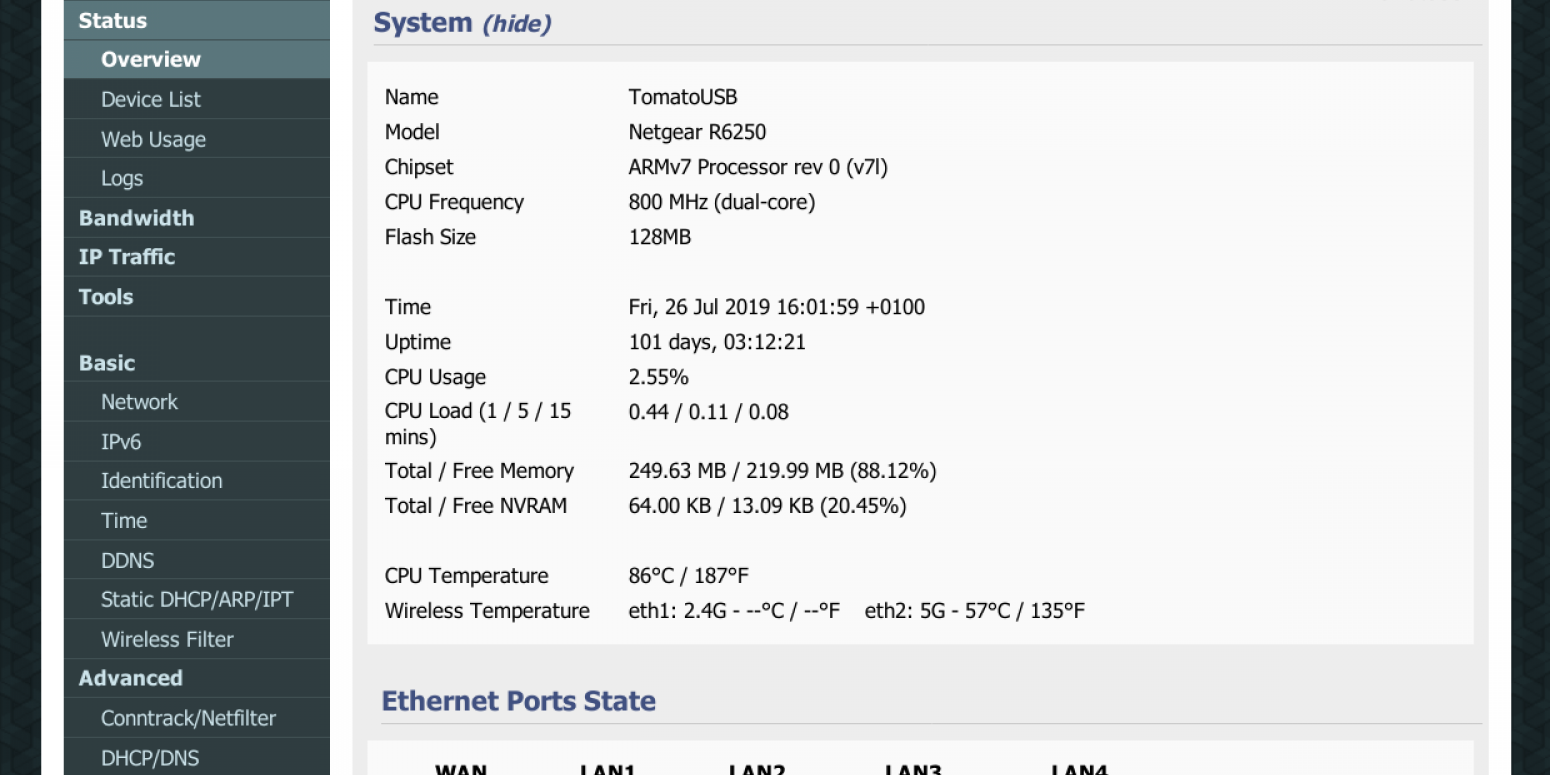 Status
Overview
Device List
Web Usage
Logs
Bandwidth
IP Traffic
Tools
Basic
Network
IPv6
Identification
Time
DDNS
Static DHCP/ARP/IPT
Wireless Filter
Advanced
Conntrack/Netfilter
DHCP/DNS
System (hide)
Name TomatoUSB
Model Netgear R6250
Chipset ARMv7 Processor rev 0 (v7l)
CPU Frequency 800 MHz (dual-core)
Flash Size 128MB
Time Fri, 26 Jul 2019 16:01:59 +0100
Uptime 101 days, 03:12:21
CPU Usage 2.55%
CPU Load (1 / 5 / 15 0.44 / 0.11 / 0.08
mins)
Total / Free Memory 249.63 MB / 219.99 MB (88.12%)
Total / Free NVRAM 64.00 KB / 13.09 KB (20.45%)
CPU Temperature 86°C / 187°F
Wireless Temperature eth1: 2.4G - --°C / --°F eth2: 5G - 57°C / 135°F
Ethernet Ports State
WAN LAN1 LAN2 LAN3 LAN4